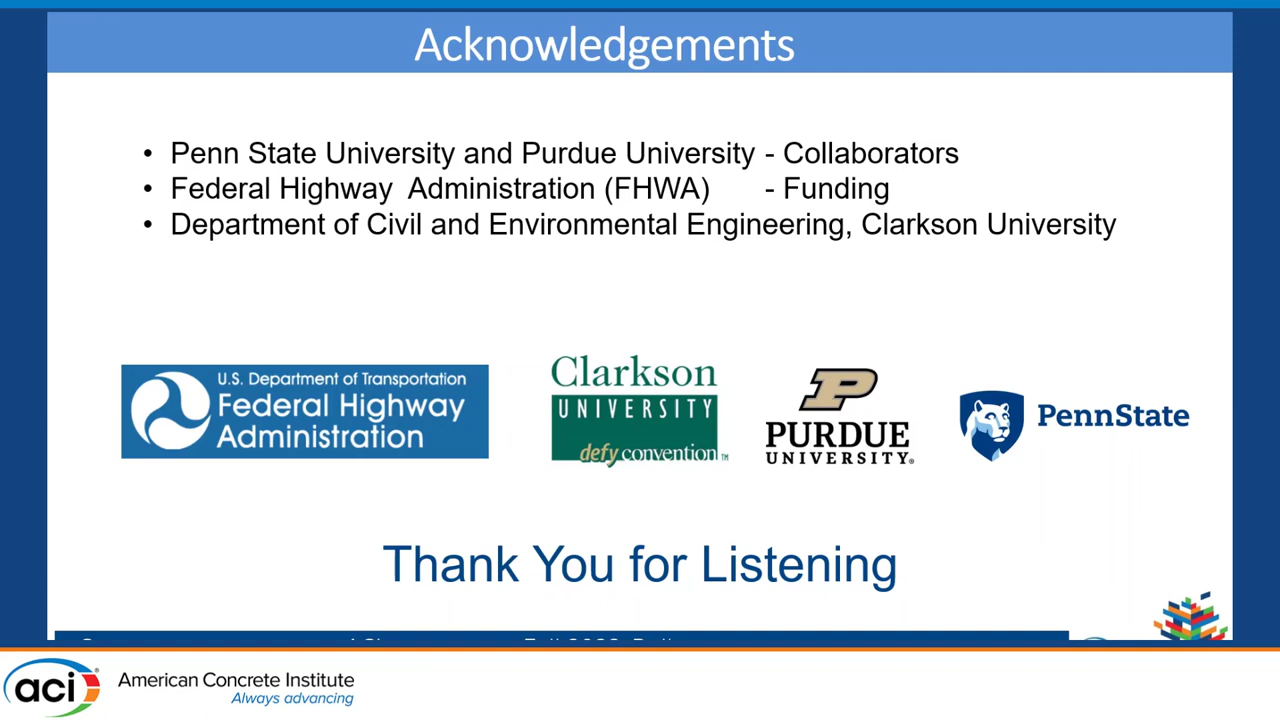 Acknowledgements
• Penn State University and Purdue University - Collaborators
• Federal Highway Administration (FHWA) - Funding
• Department of Civil and Environmental Engineering, Clarkson University
U.S. Department of Transportation
Federal Highway
Administration
Clarkson
UNIVERSITY
defy convention™
P
PURDUE
UNIVERSITY®
PennState
Thank You for Listening
aci®
American Concrete Institute
Always advancing